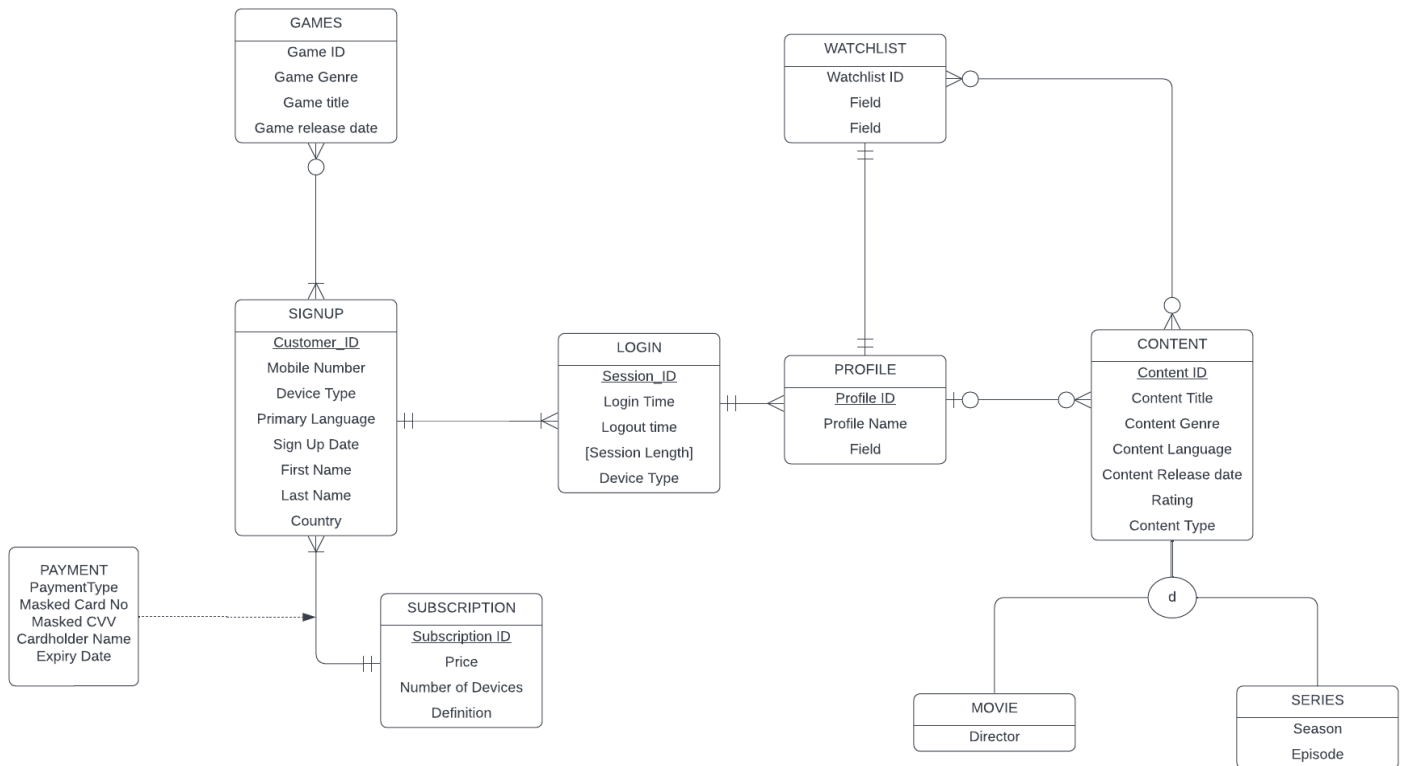 GAMES
Game ID
Game Genre
Game title
Game release date
WATCHLIST
Watchlist ID
Field
Field
SIGNUP
Customer_ID
Mobile Number
Device Type
Primary Language
Sign Up Date
First Name
Last Name
Country
LOGIN
Session_ID
Login Time
Logout time
[Session Length]
Device Type
PROFILE
Profile ID
Profile Name
Field
CONTENT
Content ID
Content Title
Content Genre
Content Language
Content Release date
Rating
Content Type
PAYMENT
PaymentType
Masked Card No
Masked CVV
Cardholder Name
Expiry Date
SUBSCRIPTION
Subscription ID
Price
Number of Devices
Definition
d
MOVIE
Director
SERIES
Season
Episode